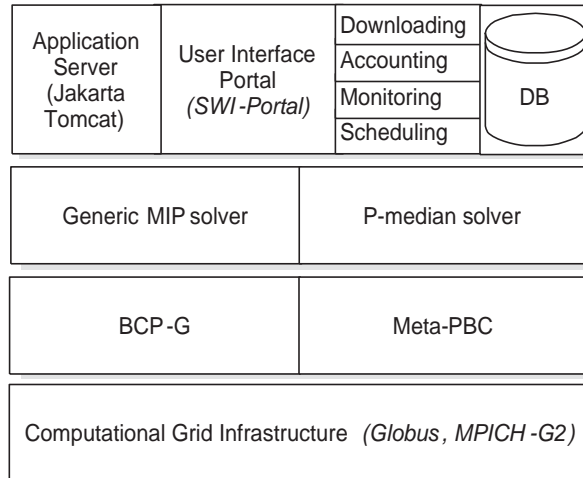 Application
Server
(Jakarta
Tomcat)
User Interface
Portal
(SWI-Portal)
Downloading
Accounting
Monitoring
Scheduling
DB
Generic MIP solver
P-median solver
BCP-G
Meta-PBC
Computational Grid Infrastructure (Globus, MPICH-G2)